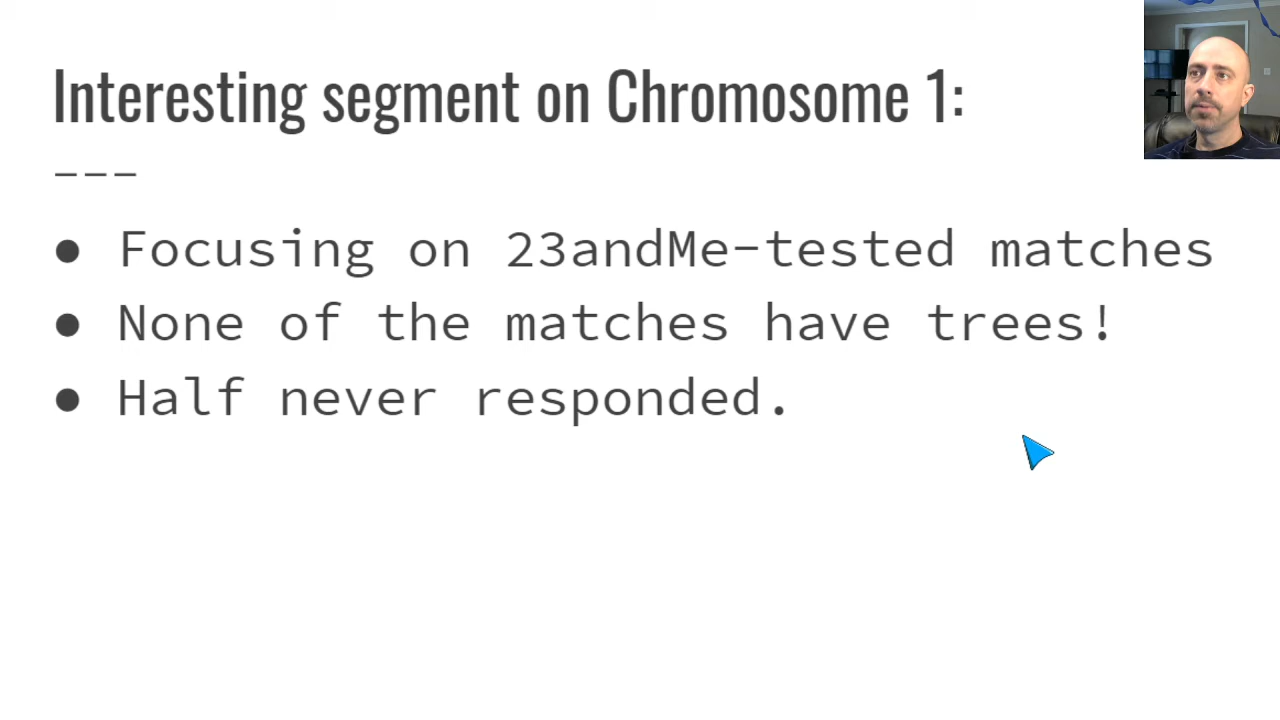 Interesting segment on Chromosome 1:
---
● Focusing on 23andMe-tested matches
● None of the matches have trees!
● Half never responded.